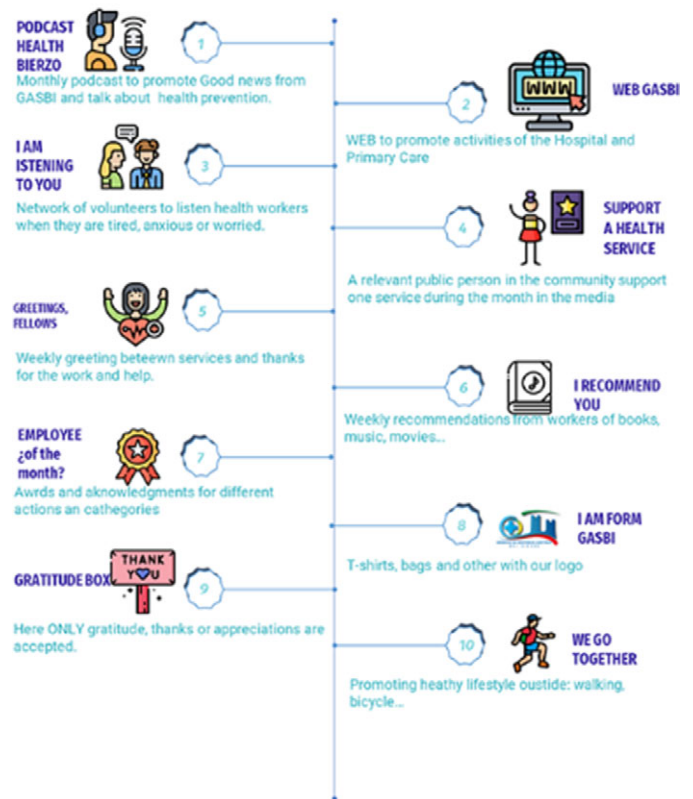 PODCAST
HEALTH
BIERZO
1
Monthly podcast to promote Good news from
GASBI and talk about health prevention.
WWW
2
WEB GASBI
WEB to promote activities of the Hospital and
Primary Care
I AM
ISTENING
TO YOU
3
Network of volunteers to listen health workers
when they are tired, anxious or worried.
4
SUPPORT
A HEALTH
SERVICE
A relevant public person in the community support
one service during the month in the media
GREETINGS,
FELLOWS
5
Weekly greeting beteewn services and thanks
for the work and help.
6
I RECOMMEND
YOU
Weekly recommendations from workers of books,
music, movies...
EMPLOYEE
¿of the
month?
7
Awrds and aknowledgments for different
actions an cathegories
8
I AM FORM
GASBI
T-shirts, bags and other with our logo
GRATITUDE BOX
THANK
YOU
9
Here ONLY gratitude, thanks or appreciations are
accepted.
10
WE GO
TOGETHER
Promoting heathy lifestyle oustide: walking,
bicycle...